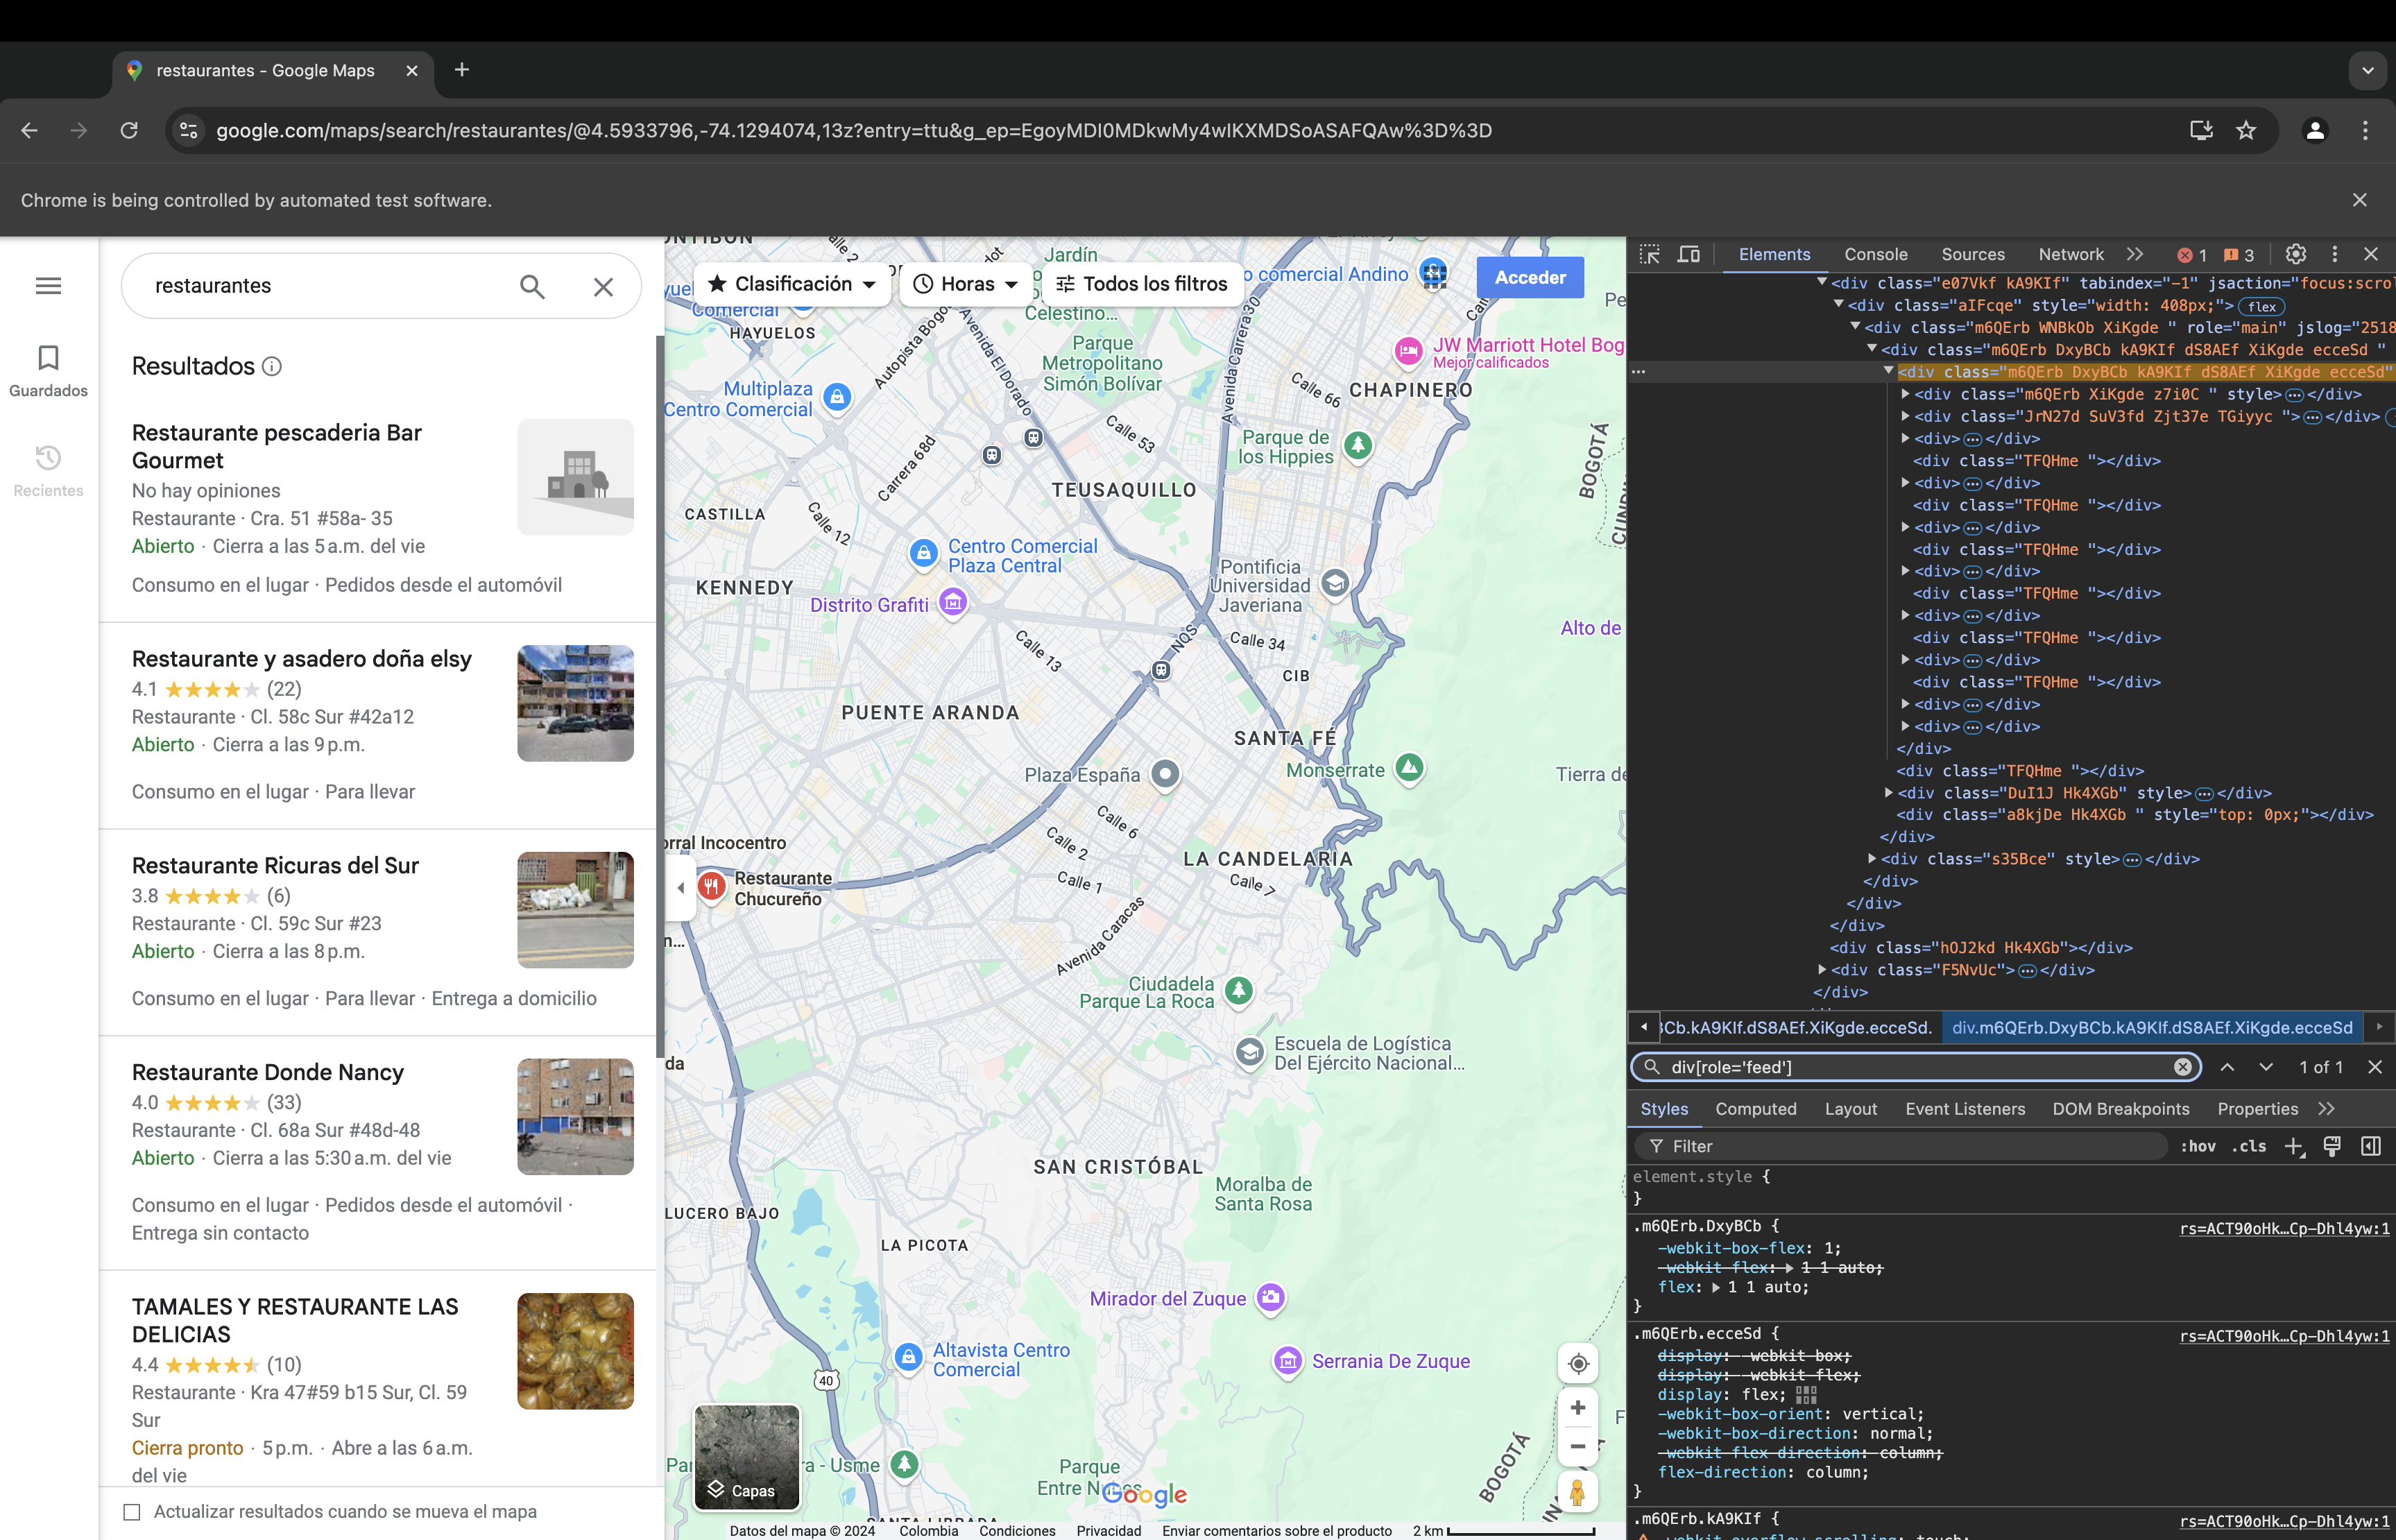 restaurantes - Google Maps
google.com/maps/search/restaurantes/@4.5933796,-74.1294074,13z?entry=ttu&g_ep=EgoyMDI0MDkwMy4wIKXMDSoASAFQAw%3D%3D
Chrome is being controlled by automated test software.
restaurantes
Guardados
Recientes
Resultados
Restaurante pescaderia Bar
Gourmet
No hay opiniones
Restaurante · Cra. 51 #58a- 35
Abierto · Cierra a las 5 a.m. del vie
Consumo en el lugar · Pedidos desde el automóvil
Restaurante y asadero doña elsy
4.1 (22)
Restaurante · Cl. 58c Sur #42a12
Abierto · Cierra a las 9 p.m.
Consumo en el lugar · Para llevar
Restaurante Ricuras del Sur
3.8 (6)
Restaurante · Cl. 59c Sur #23
Abierto · Cierra a las 8 p.m.
Consumo en el lugar · Para llevar · Entrega a domicilio
Restaurante Donde Nancy
4.0 (33)
Restaurante · Cl. 68a Sur #48d-48
Abierto · Cierra a las 5:30 a.m. del vie
Consumo en el lugar · Pedidos desde el automóvil ·
Entrega sin contacto
TAMALES Y RESTAURANTE LAS
DELICIAS
4.4 (10)
Restaurante · Kra 47#59 b15 Sur, Cl. 59
Sur
Cierra pronto · 5 p.m. · Abre a las 6 a.m.
del vie
Actualizar resultados cuando se mueva el mapa
Clasificación
Horas
Todos los filtros
Acceder
Jardín
Celestino...
o comercial Andino
Comercial
HAYUELOS
Autopista Bogo
Avenida El Dorado
Avenida Carrera 30
Parque
Metropolitano
Simón Bolívar
JW Marriott Hotel Bog
Mejor calificados
Multiplaza
Centro Comercial
Calle 66
CHAPINERO
Calle 53
Carrera 68d
Parque de
los Hippies
BOGOTÁ
TEUSAQUILLO
CASTILLA
Calle 12
Centro Comercial
Plaza Central
Pontificia
Universidad
Javeriana
KENNEDY
Distrito Grafiti
NQS
Calle 34
Alto de
Calle 13
CIB
PUENTE ARANDA
SANTA FÉ
Plaza España
Monserrate
Tierra de
Calle 6
Calle 2
orral Incocentro
LA CANDELARIA
Calle 1
Calle 7
Restaurante
Chucureño
Avenida Caracas
n...
Ciudadela
Parque La Roca
Escuela de Logística
Del Ejército Nacional...
da
SAN CRISTÓBAL
Moralba de
Santa Rosa
LUCERO BAJO
LA PICOTA
Mirador del Zuque
Altavista Centro
Comercial
Serrania De Zuque
40
Capas
a - Usme
Parque
BOGOTÁ
Google
Datos del mapa © 2024 Colombia Condiciones Privacidad Enviar comentarios sobre el producto 2 km
Elements Console Sources Network 1 3
<div class="e07Vkf kA9KIf" tabindex="-1" jsaction="focus:scrol
<div class="aIFcqe" style="width: 408px;"> flex
<div class="m6QErb WNBkOb XiKgde " role="main" jslog="2518
<div class="m6QErb DxyBCb kA9KIf dS8AEf XiKgde ecceSd "
<div class="m6QErb DxyBCb kA9KIf dS8AEf XiKgde ecceSd"
<div class="m6QErb XiKgde z7i0C " style>…</div>
<div class="JrN27d SuV3fd Zjt37e TGiyyc ">…</div>
<div>…</div>
<div class="TFQHme "></div>
<div>…</div>
<div class="TFQHme "></div>
<div>…</div>
<div class="TFQHme "></div>
<div>…</div>
<div class="TFQHme "></div>
<div>…</div>
<div class="TFQHme "></div>
<div>…</div>
<div class="TFQHme "></div>
<div>…</div>
<div>…</div>
</div>
<div class="TFQHme "></div>
<div class="DuI1J Hk4XGb" style>…</div>
<div class="a8kjDe Hk4XGb " style="top: 0px;"></div>
</div>
<div class="s35Bce" style>…</div>
</div>
</div>
</div>
<div class="hOJ2kd Hk4XGb"></div>
<div class="F5NvUc">…</div>
</div>
Cb.kA9KIf.dS8AEf.XiKgde.ecceSd. div.m6QErb.DxyBCb.kA9KIf.dS8AEf.XiKgde.ecceSd
div[role='feed'] 1 of 1
Styles Computed Layout Event Listeners DOM Breakpoints Properties
Filter :hov .cls
element.style {
}
.m6QErb.DxyBCb { rs=ACT90oHk…Cp-Dhl4yw:1
-webkit-box-flex: 1;
-webkit-flex: 1 1 auto;
flex: 1 1 auto;
}
.m6QErb.ecceSd { rs=ACT90oHk…Cp-Dhl4yw:1
display: -webkit-box;
display: -webkit-flex;
display: flex;
-webkit-box-orient: vertical;
-webkit-box-direction: normal;
-webkit-flex-direction: column;
flex-direction: column;
}
.m6QErb.kA9KIf { rs=ACT90oHk…Cp-Dhl4yw:1